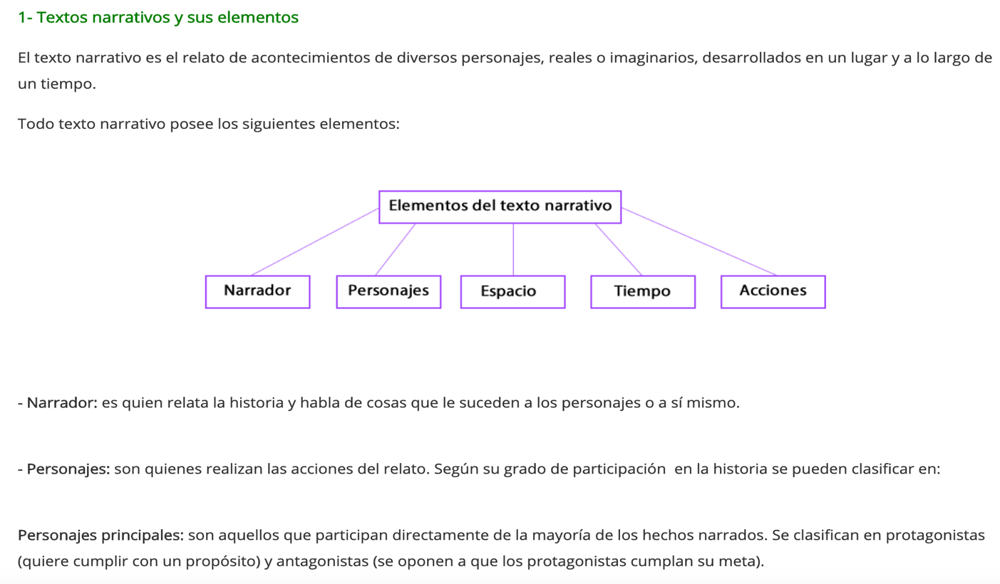 1- Textos narrativos y sus elementos
El texto narrativo es el relato de acontecimientos de diversos personajes, reales o imaginarios, desarrollados en un lugar y a lo largo de
un tiempo.
Todo texto narrativo posee los siguientes elementos:
Elementos del texto narrativo
Narrador
Personajes
Espacio
Tiempo
Acciones
- Narrador: es quien relata la historia y habla de cosas que le suceden a los personajes o a sí mismo.
- Personajes: son quienes realizan las acciones del relato. Según su grado de participación  en la historia se pueden clasificar en:
Personajes principales: son aquellos que participan directamente de la mayoría de los hechos narrados. Se clasifican en protagonistas
(quiere cumplir con un propósito) y antagonistas (se oponen a que los protagonistas cumplan su meta).